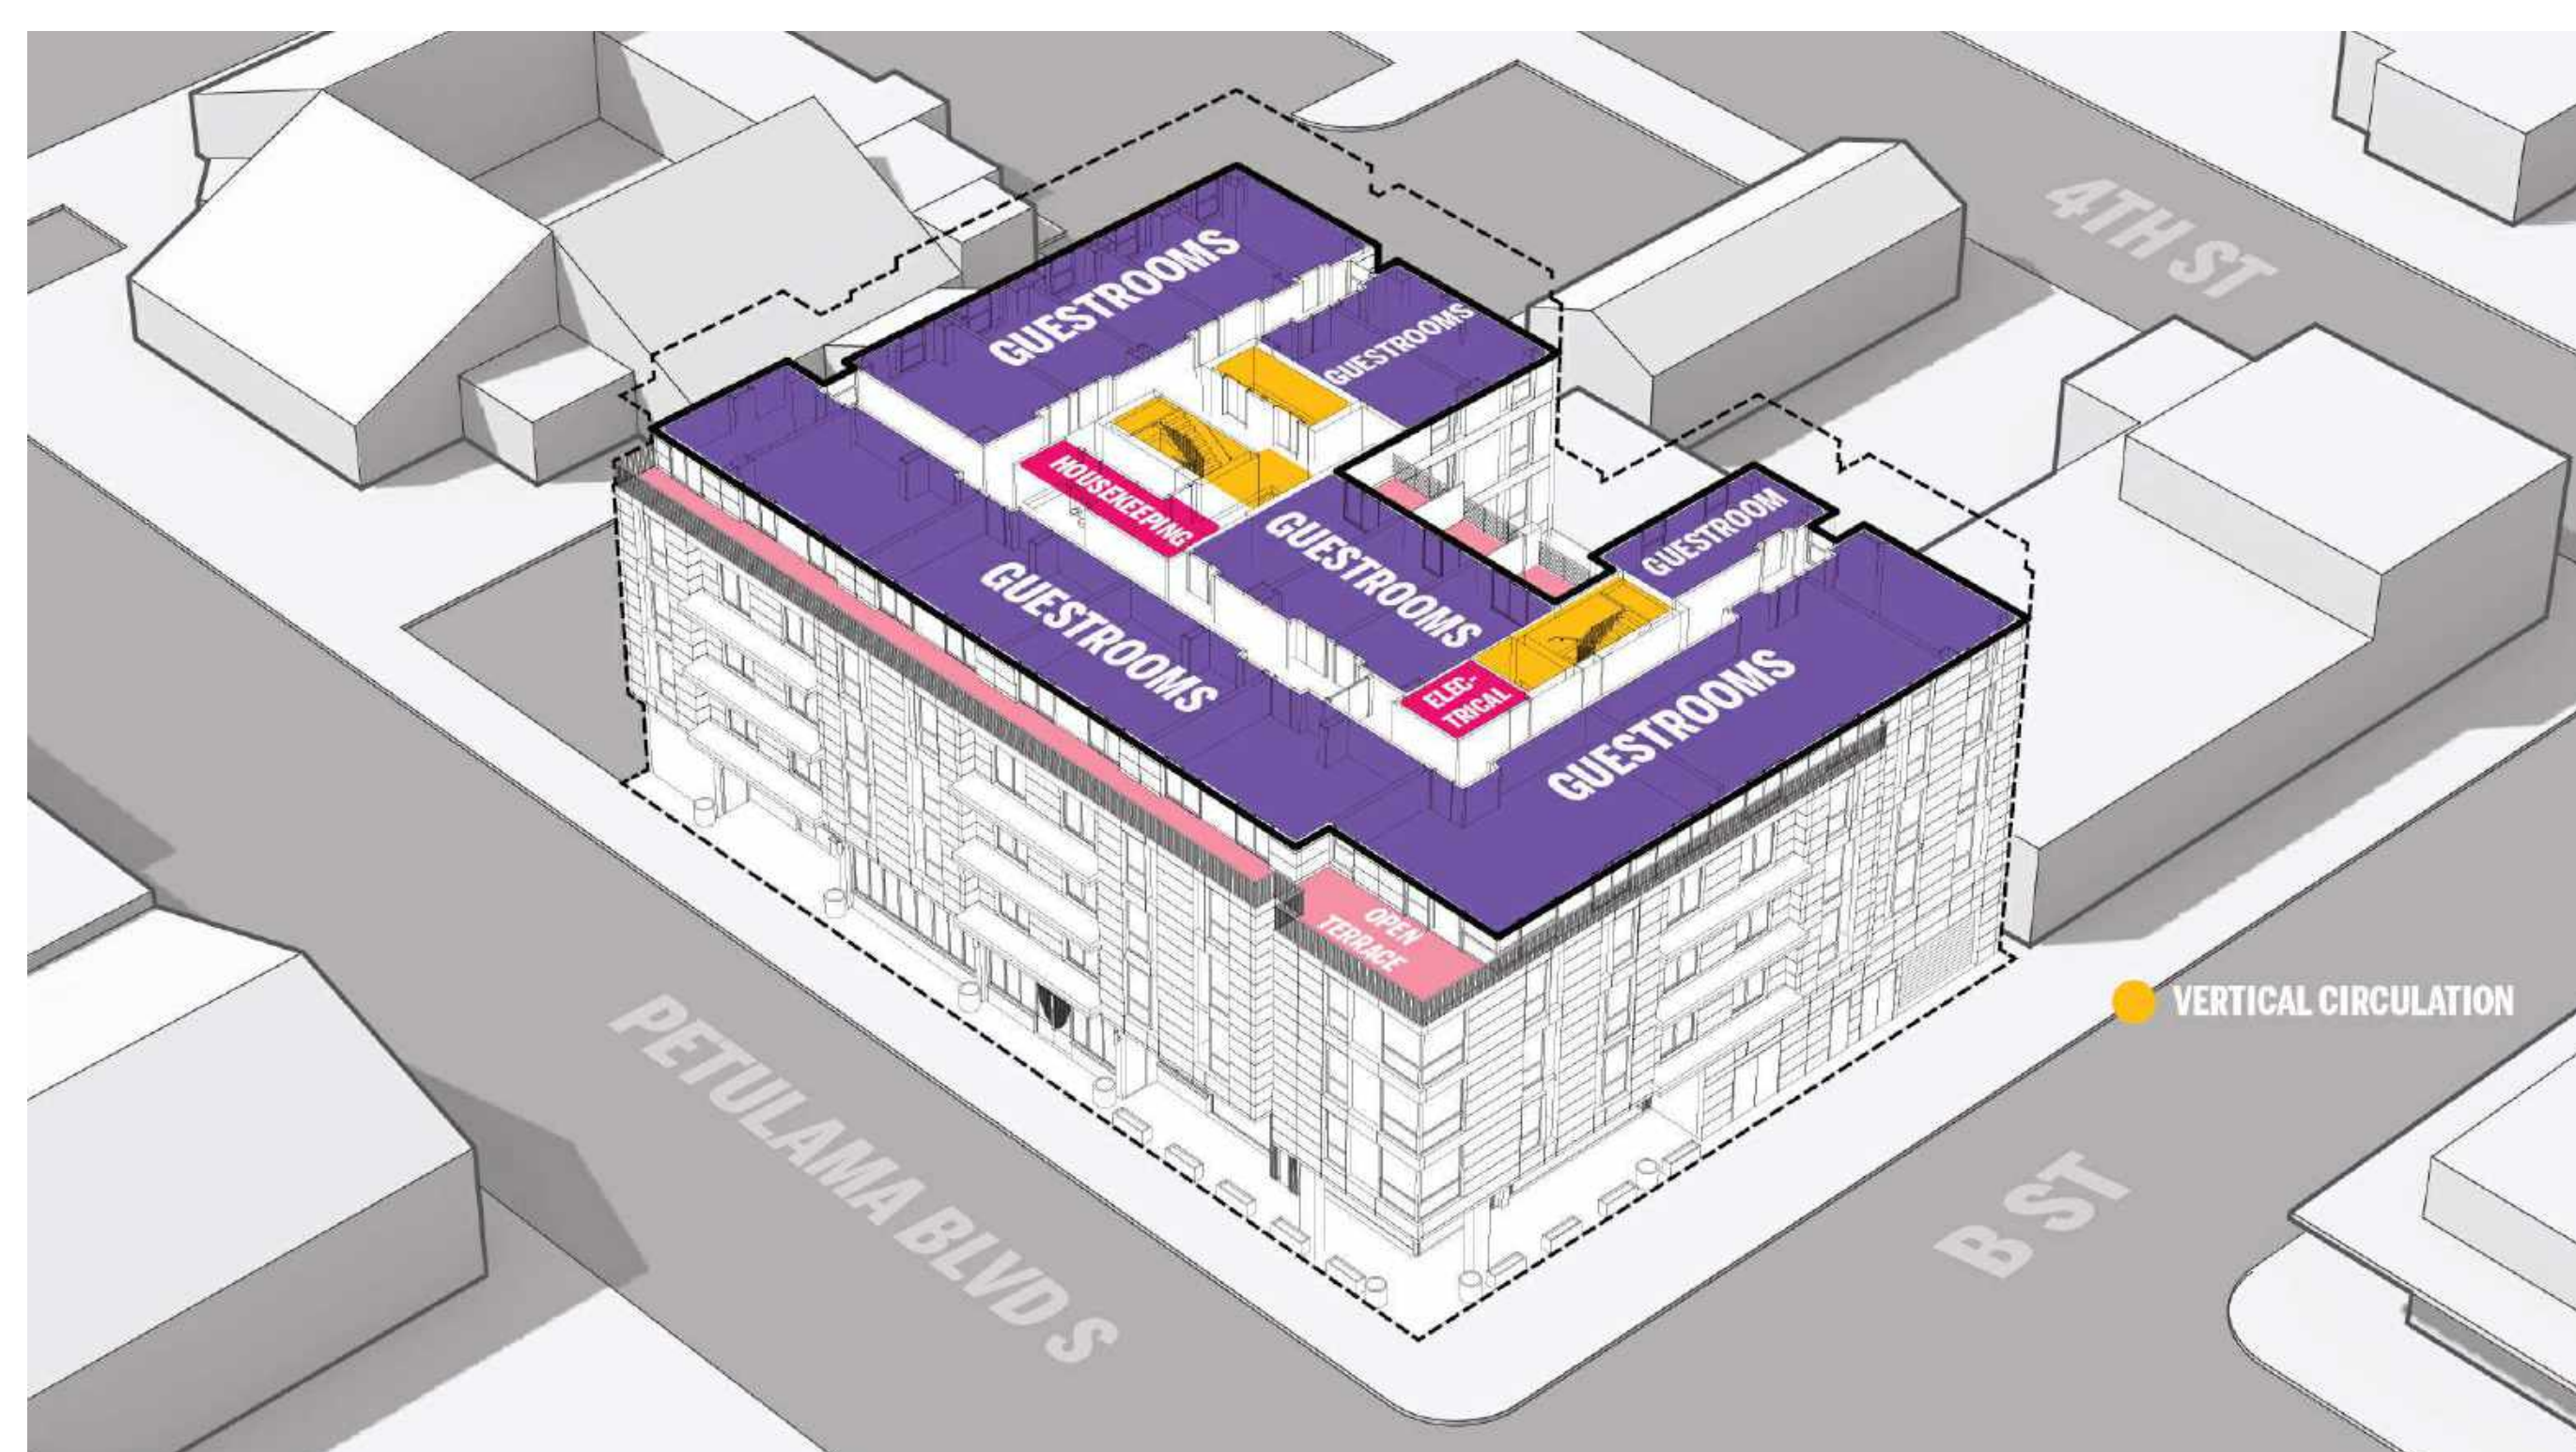 4TH ST
GUESTROOMS
GUESTROOMS
HOUSEKEEPING
GUESTROOMS
GUESTROOM
GUESTROOMS
ELEC-
TRICAL
GUESTROOMS
OPEN
TERRACE
VERTICAL CIRCULATION
PETULAMA BLVD S
B ST